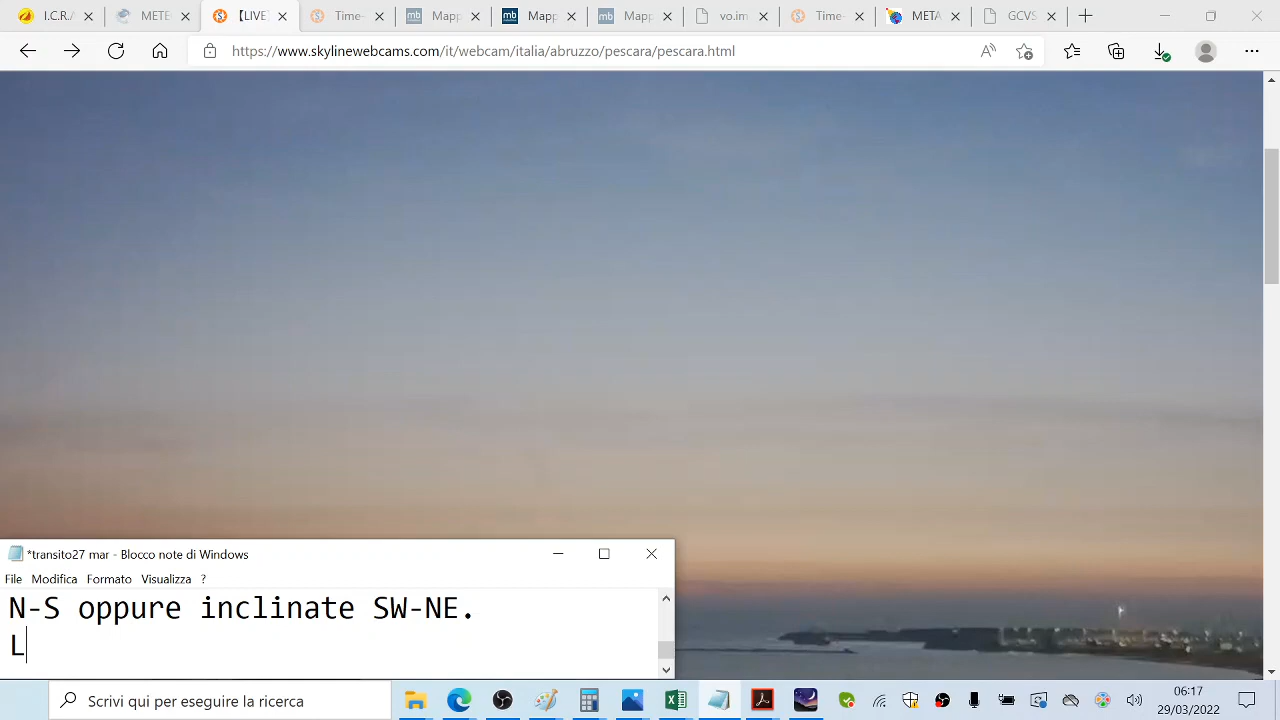 I.C.R.
METE
【LIVE
Time-
Mapp
Mapp
Mapp
vo.im
Time-
META
GCVS
https://www.skylinewebcams.com/it/webcam/italia/abruzzo/pescara/pescara.html
*transito27 mar - Blocco note di Windows
File Modifica Formato Visualizza ?
N-S oppure inclinate SW-NE.
L
Scrivi qui per eseguire la ricerca
06:17
29/03/2022